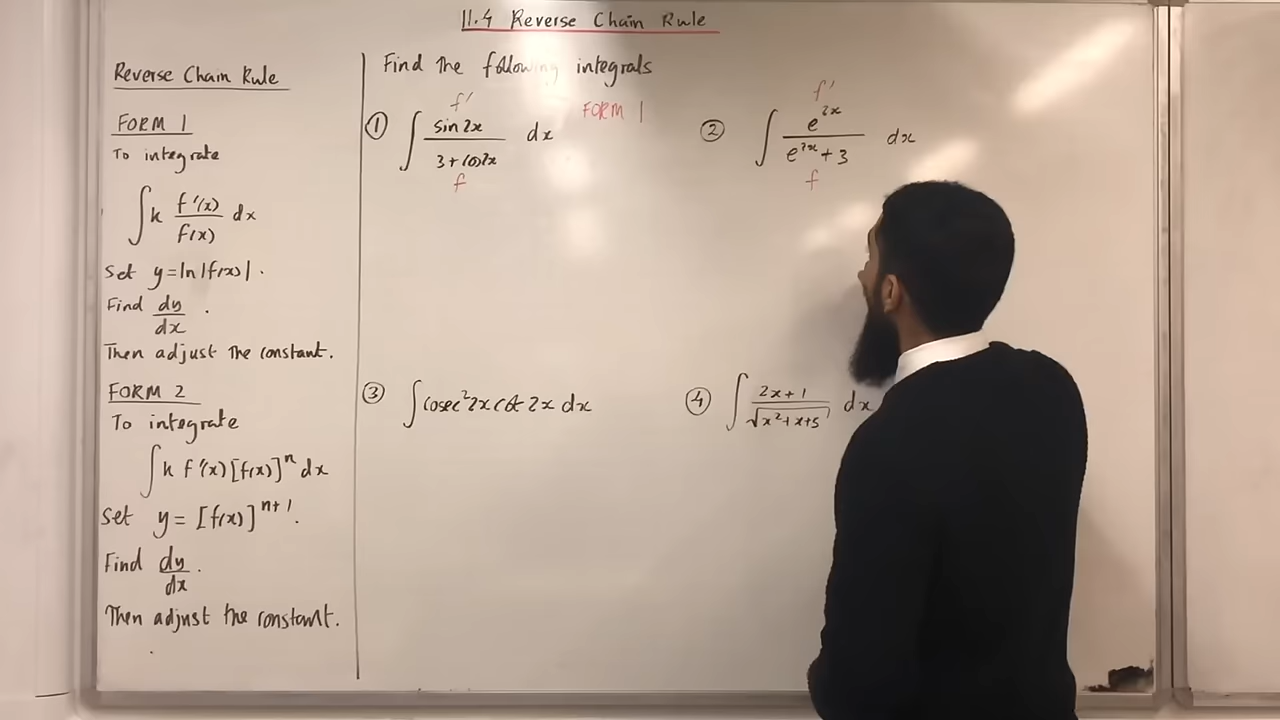 11.4 Reverse Chain Rule
Reverse Chain Rule
FORM 1
To integrate
∫ k f'(x)/f(x) dx
Set y=ln|f(x)|.
Find dy/dx.
Then adjust the constant.
FORM 2
To integrate
∫ k f'(x)[f(x)]^n dx
Set y=[f(x)]^{n+1}.
Find dy/dx.
Then adjust the constant.
Find the following integrals
FORM 1
f'
① ∫ sin 2x/(3+cos2x) dx
f
f'
② ∫ e^{2x}/(e^{2x}+3) dx
f
③ ∫ cosec²2x cot 2x dx
④ ∫ (2x+1)/√(x²+x+5) dx